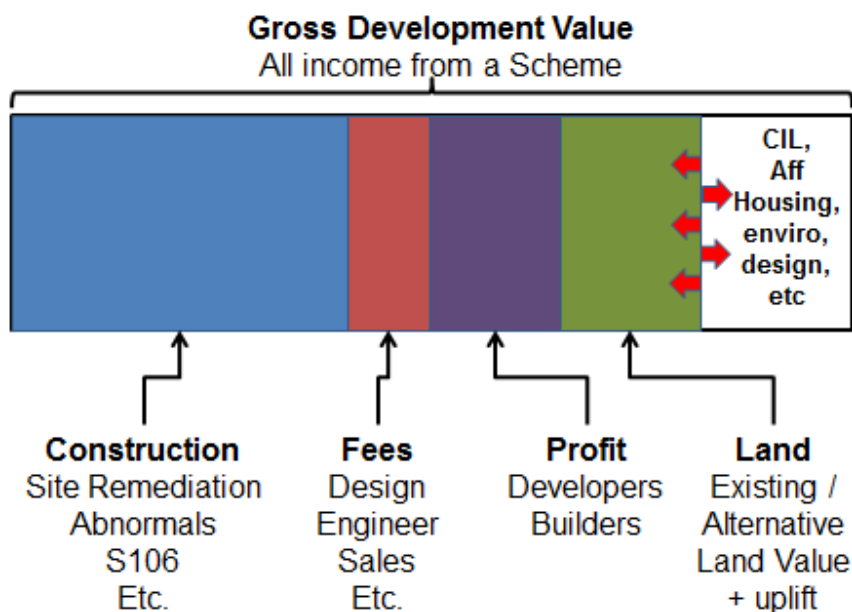 Gross Development Value
All income from a Scheme
CIL,
Aff
Housing,
enviro,
design,
etc
Construction
Site Remediation
Abnormals
S106
Etc.
Fees
Design
Engineer
Sales
Etc.
Profit
Developers
Builders
Land
Existing /
Alternative
Land Value
+ uplift